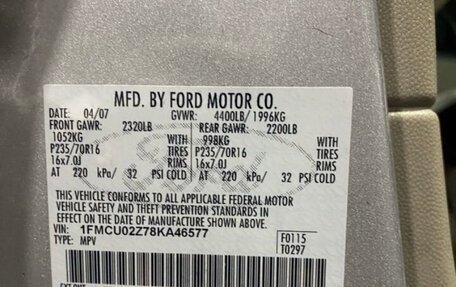 MFD. BY FORD MOTOR CO.
DATE: 04/07 GVWR: 4400LB/ 1996KG
FRONT GAWR: 2320LB REAR GAWR: 2200LB
1052KG WITH 998KG WITH
P235/70R16 TIRES P235/70R16 TIRES
16x7.0J RIMS 16x7.0J RIMS
AT 220 kPa/ 32 PSI COLD AT 220 kPa/ 32 PSI COLD
THIS VEHICLE CONFORMS TO ALL APPLICABLE FEDERAL MOTOR
VEHICLE SAFETY AND THEFT PREVENTION STANDARDS IN
EFFECT ON THE DATE OF MANUFACTURE SHOWN ABOVE.
VIN: 1FMCU02Z78KA46577 F0115
TYPE: MPV T0297